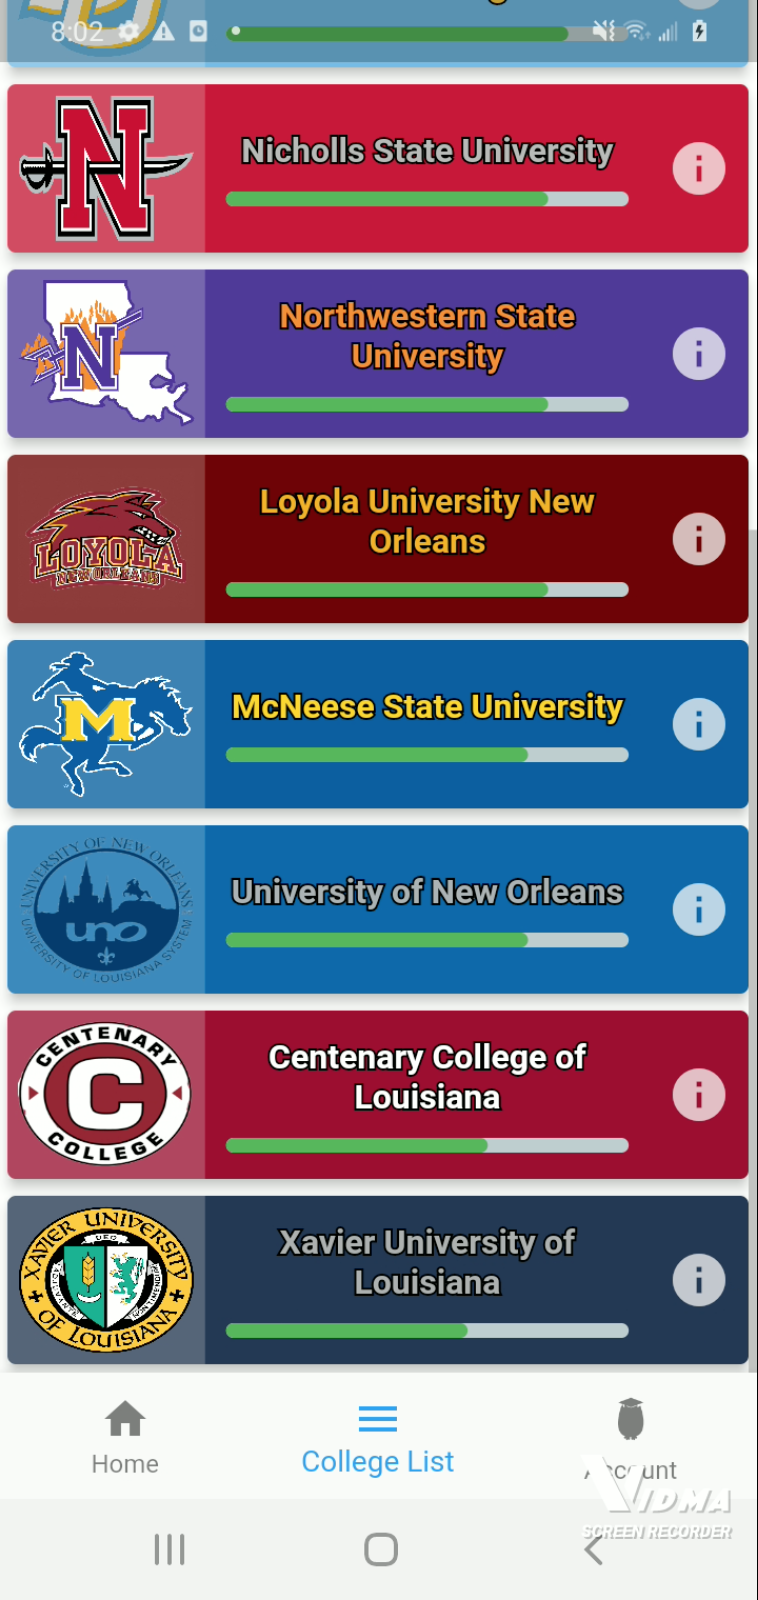 8:02
N
Nicholls State University
N
Northwestern State
University
LOYOLA
NEW ORLEANS
Loyola University New
Orleans
M
McNeese State University
UNIVERSITY OF NEW ORLEANS
uno
UNIVERSITY OF LOUISIANA SYSTEM
University of New Orleans
CENTENARY
C
COLLEGE
Centenary College of
Louisiana
XAVIER UNIVERSITY
OF LOUISIANA
Xavier University of
Louisiana
Home
College List
Account
VIDMA
SCREEN RECORDER